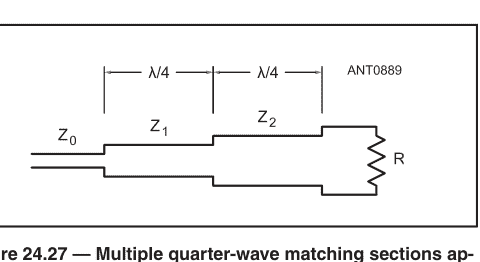 λ/4
λ/4
ANT0889
Z0
Z1
Z2
R
re 24.27 — Multiple quarter-wave matching sections ap-